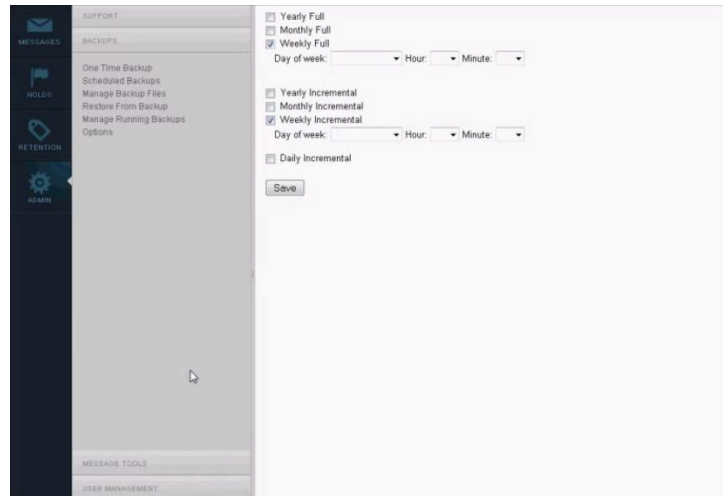 MESSAGES
HOLDS
RETENTION
ADMIN
SUPPORT
BACKUPS
One Time Backup
Scheduled Backups
Manage Backup Files
Restore From Backup
Manage Running Backups
Options
MESSAGE TOOLS
USER MANAGEMENT
Yearly Full
Monthly Full
Weekly Full
Day of week: Hour: Minute:
Yearly Incremental
Monthly Incremental
Weekly Incremental
Day of week: Hour: Minute:
Daily Incremental
Save